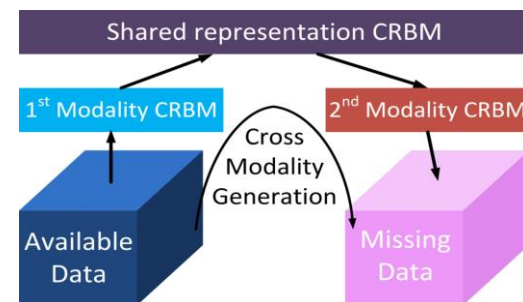 Shared representation CRBM
1st Modality CRBM
2nd Modality CRBM
Cross
Modality
Generation
Available
Data
Missing
Data